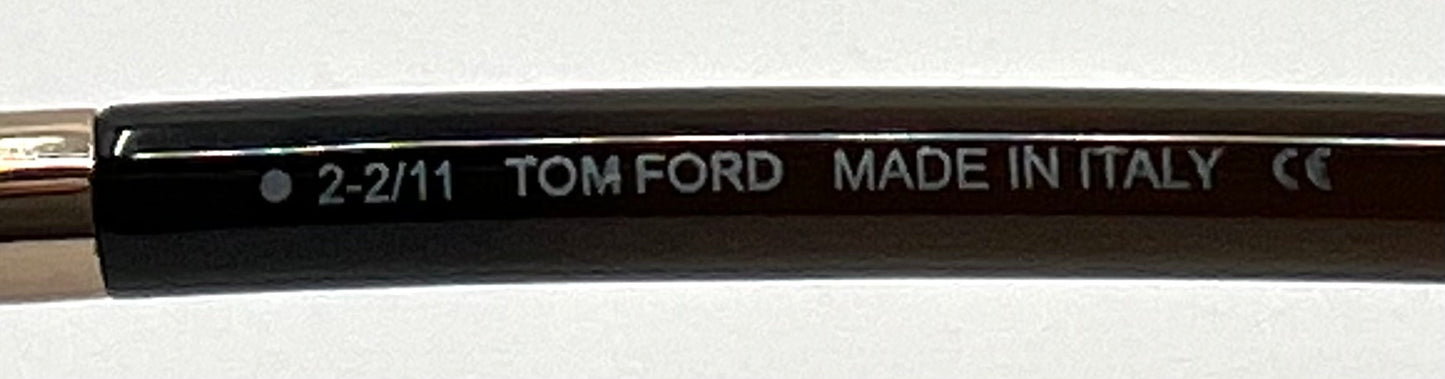 ● 2-2/11 TOM FORD MADE IN ITALY CE